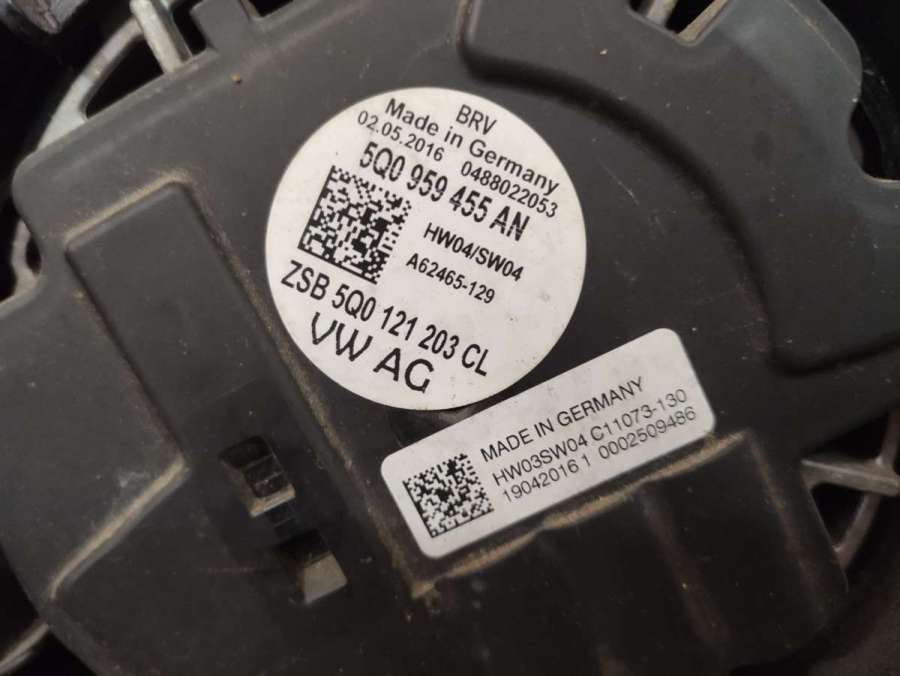 BRV
Made in Germany
02.05.2016 0488022053
5Q0 959 455 AN
HW04/SW04
A62465-129
ZSB 5Q0 121 203 CL
VW AG
MADE IN GERMANY
HW03SW04 C11073-130
19042016 1 0002509486